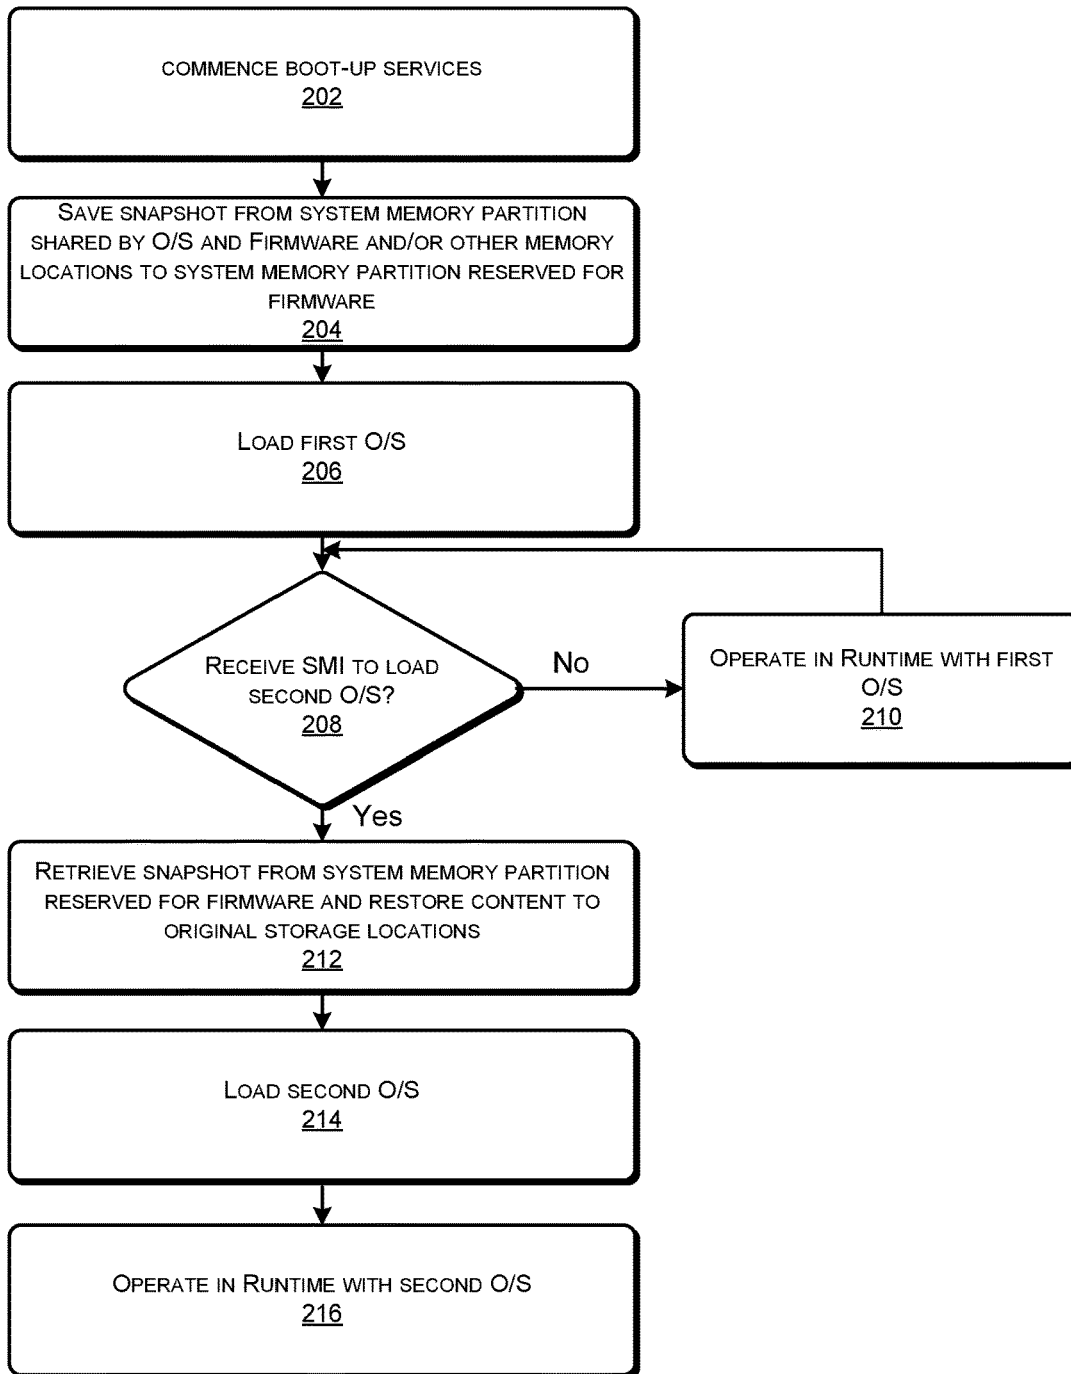 COMMENCE BOOT-UP SERVICES
202
SAVE SNAPSHOT FROM SYSTEM MEMORY PARTITION
SHARED BY O/S AND FIRMWARE AND/OR OTHER MEMORY
LOCATIONS TO SYSTEM MEMORY PARTITION RESERVED FOR
FIRMWARE
204
LOAD FIRST O/S
206
RECEIVE SMI TO LOAD
SECOND O/S?
208
No
OPERATE IN RUNTIME WITH FIRST
O/S
210
Yes
RETRIEVE SNAPSHOT FROM SYSTEM MEMORY PARTITION
RESERVED FOR FIRMWARE AND RESTORE CONTENT TO
ORIGINAL STORAGE LOCATIONS
212
LOAD SECOND O/S
214
OPERATE IN RUNTIME WITH SECOND O/S
216